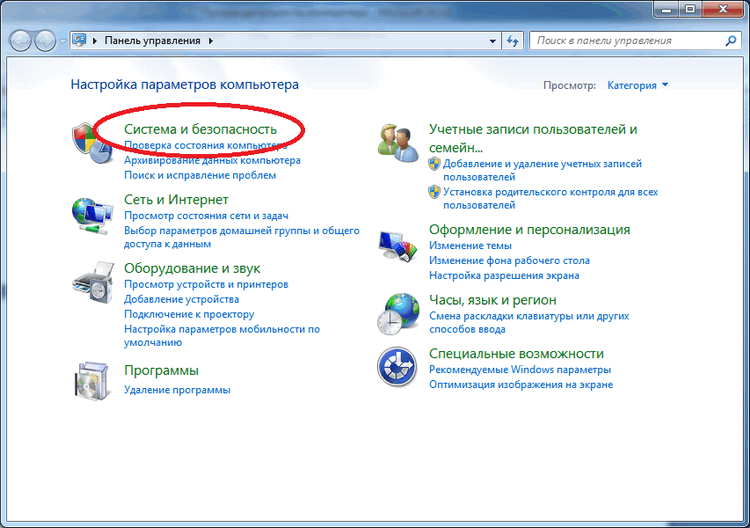 Панель управления
Поиск в панели управления
Настройка параметров компьютера
Просмотр: Категория
Система и безопасность
Проверка состояния компьютера
Архивирование данных компьютера
Поиск и исправление проблем
Сеть и Интернет
Просмотр состояния сети и задач
Выбор параметров домашней группы и общего
доступа к данным
Оборудование и звук
Просмотр устройств и принтеров
Добавление устройства
Подключение к проектору
Настройка параметров мобильности по
умолчанию
Программы
Удаление программы
Учетные записи пользователей и
семейн...
Добавление и удаление учетных записей
пользователей
Установка родительского контроля для всех
пользователей
Оформление и персонализация
Изменение темы
Изменение фона рабочего стола
Настройка разрешения экрана
Часы, язык и регион
Смена раскладки клавиатуры или других
способов ввода
Специальные возможности
Рекомендуемые Windows параметры
Оптимизация изображения на экране